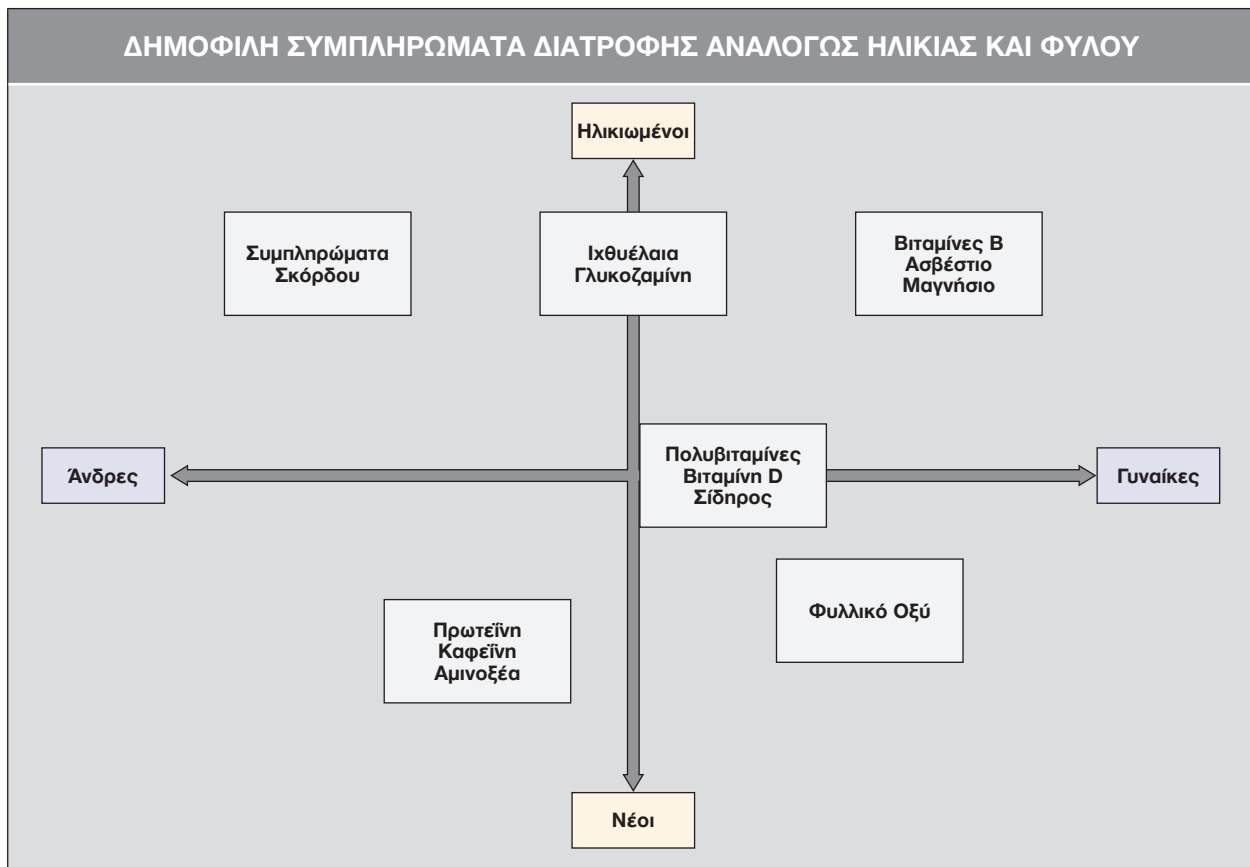 ΔΗΜΟΦΙΛΗ ΣΥΜΠΛΗΡΩΜΑΤΑ ΔΙΑΤΡΟΦΗΣ ΑΝΑΛΟΓΩΣ ΗΛΙΚΙΑΣ ΚΑΙ ΦΥΛΟΥ
Ηλικιωμένοι
Συμπληρώματα
Σκόρδου
Ιχθυέλαια
Γλυκοζαμίνη
Βιταμίνες Β
Ασβέστιο
Μαγνήσιο
Άνδρες
Πολυβιταμίνες
Βιταμίνη D
Σίδηρος
Γυναίκες
Φυλλικό Οξύ
Πρωτεΐνη
Καφεΐνη
Αμινοξέα
Νέοι